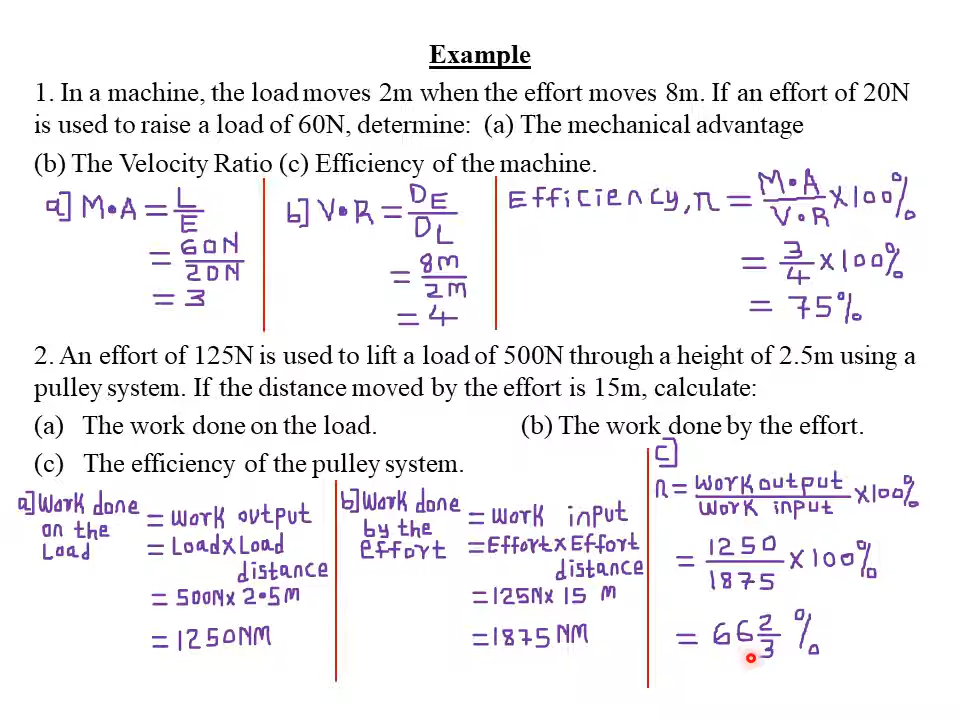 Example
1. In a machine, the load moves 2m when the effort moves 8m. If an effort of 20N
is used to raise a load of 60N, determine: (a) The mechanical advantage
(b) The Velocity Ratio (c) Efficiency of the machine.
a] M•A = L/E
= 60N/20N
= 3
b] V•R = DE/DL
= 8M/2M
= 4
Efficiency, η = M•A/V•R × 100%
= 3/4 × 100%
= 75%
2. An effort of 125N is used to lift a load of 500N through a height of 2.5m using a
pulley system. If the distance moved by the effort is 15m, calculate:
(a) The work done on the load. (b) The work done by the effort.
(c) The efficiency of the pulley system.
a] Work done on the Load = Work output
= Load × Load distance
= 500N × 2•5M
= 1250NM
b] Work done by the effort = Work input
= Effort × Effort distance
= 125N × 15 M
= 1875NM
c]
η = Work output/Work input × 100%
= 1250/1875 × 100%
= 66 2/3 %